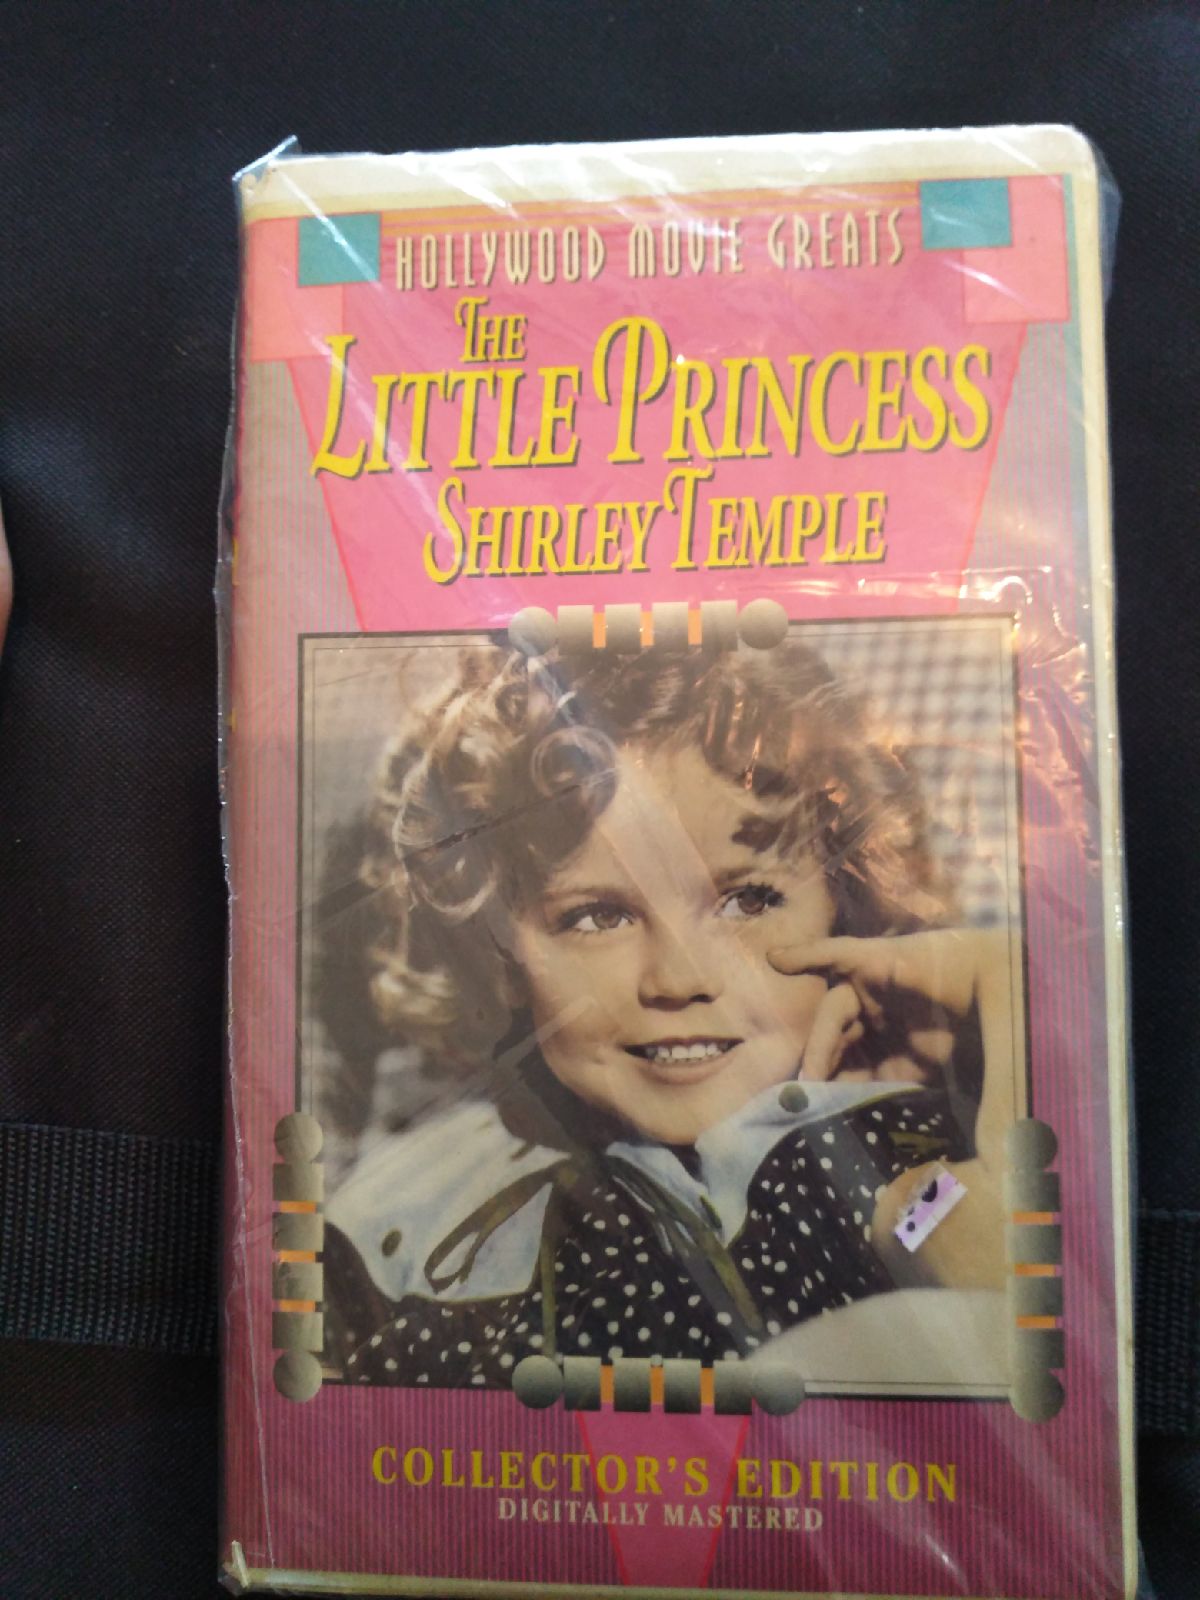 HOLLYWOOD MOVIE GREATS
THE
LITTLE PRINCESS
SHIRLEY TEMPLE
COLLECTOR'S EDITION
DIGITALLY MASTERED